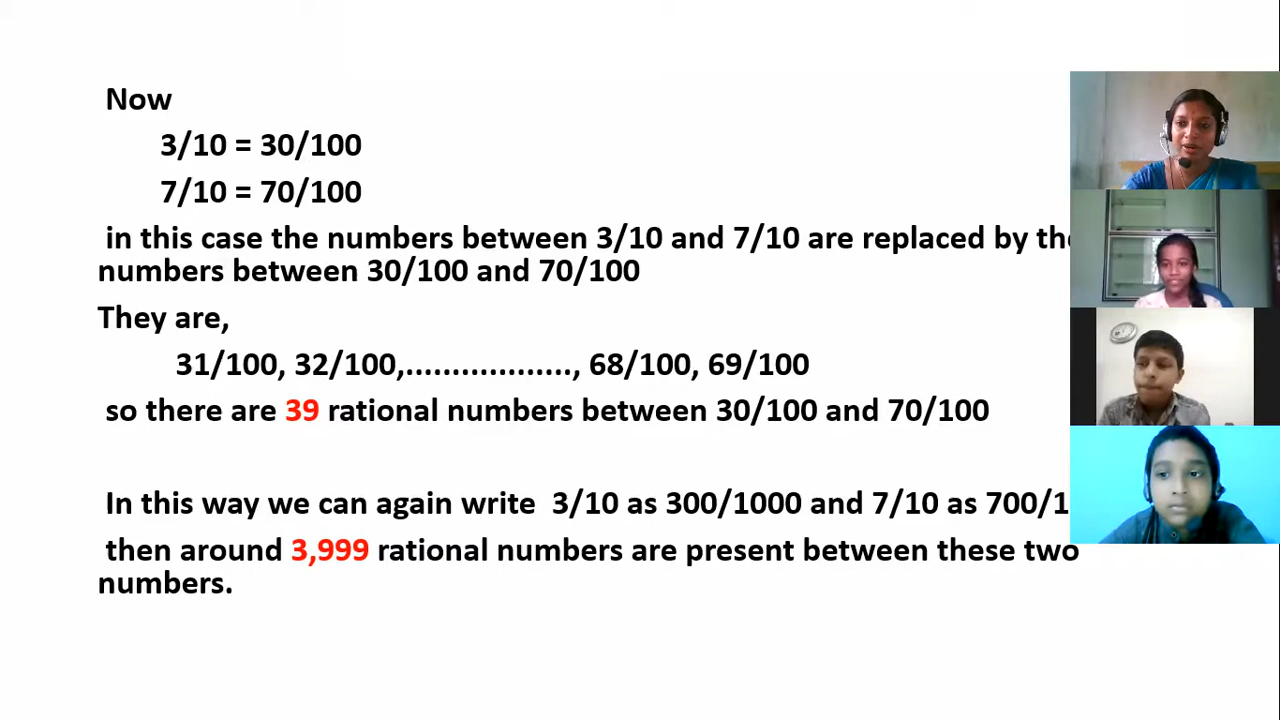 Now
3/10 = 30/100
7/10 = 70/100
in this case the numbers between 3/10 and 7/10 are replaced by the
numbers between 30/100 and 70/100
They are,
31/100, 32/100,..................., 68/100, 69/100
so there are 39 rational numbers between 30/100 and 70/100
In this way we can again write 3/10 as 300/1000 and 7/10 as 700/1
then around 3,999 rational numbers are present between these two
numbers.